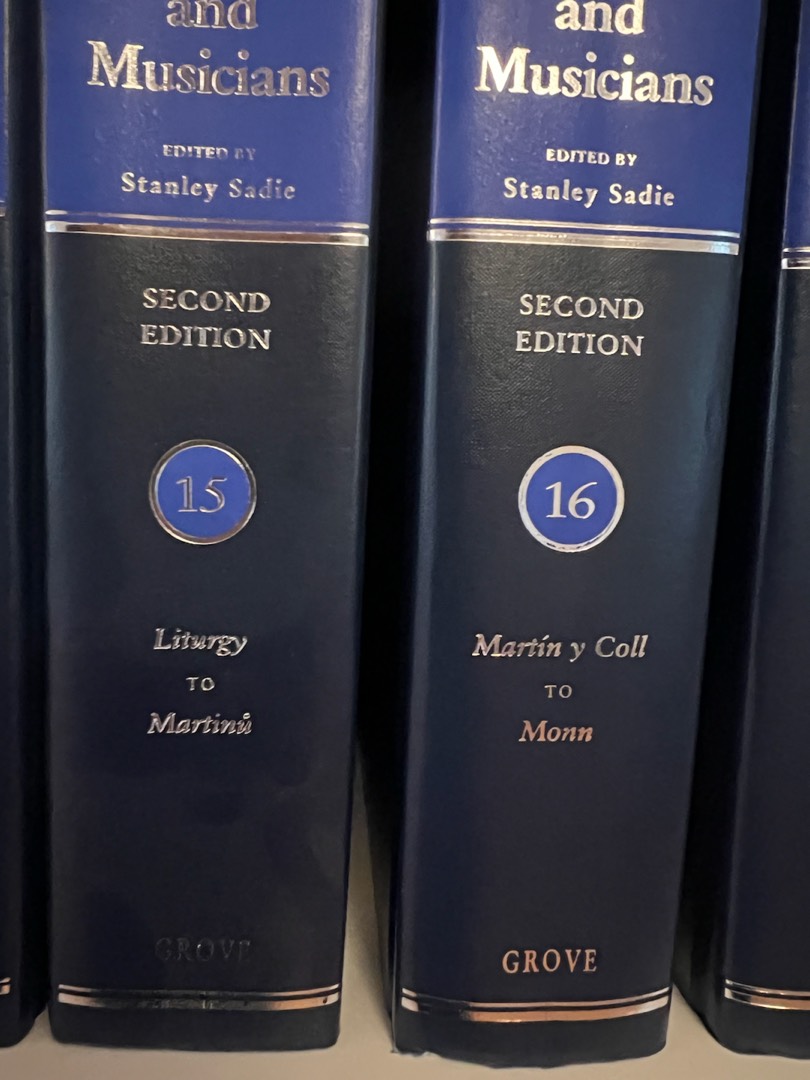 and
Musicians
EDITED BY
Stanley Sadie
SECOND
EDITION
15
Liturgy
TO
Martinů
GROVE
and
Musicians
EDITED BY
Stanley Sadie
SECOND
EDITION
16
Martín y Coll
TO
Monn
GROVE